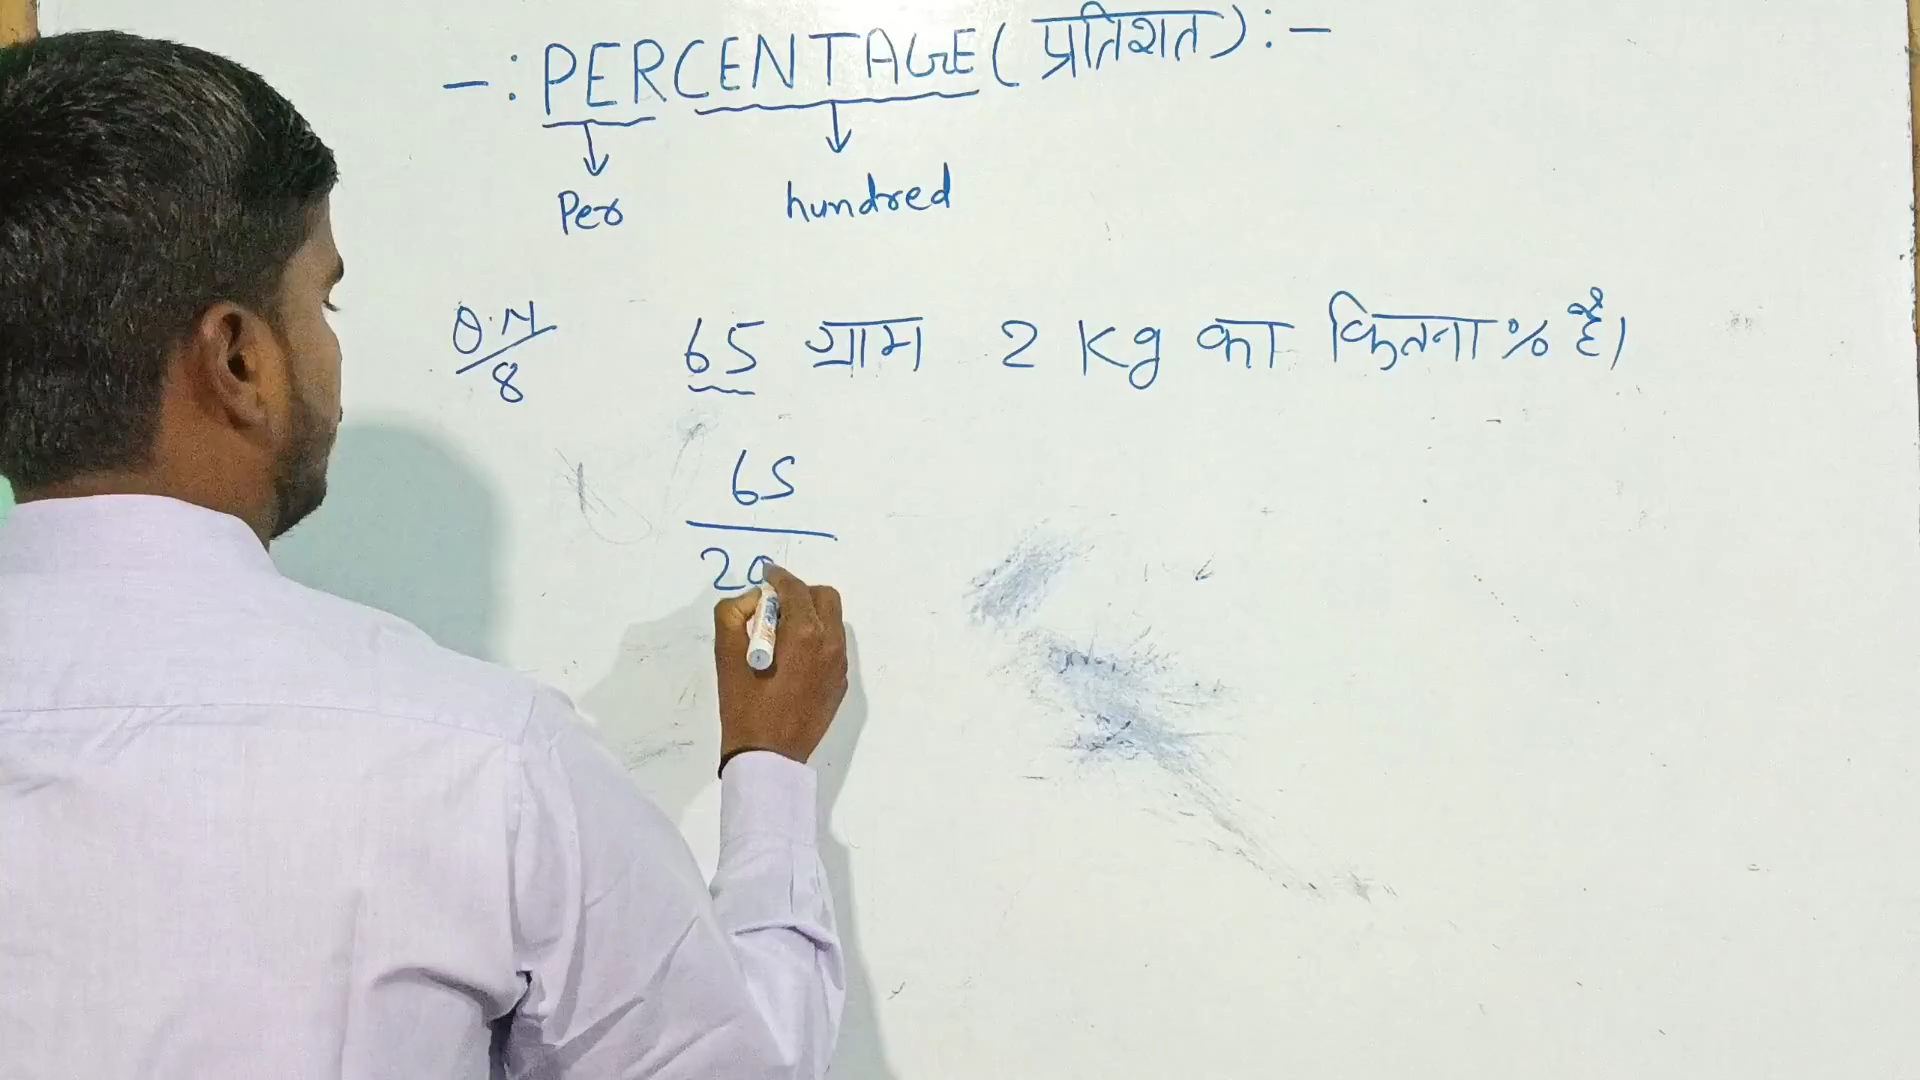 -: PERCENTAGE ( प्रतिशत ) :-
Per hundred
Q.N/8 65 ग्राम 2 Kg का कितना % है।
65
20